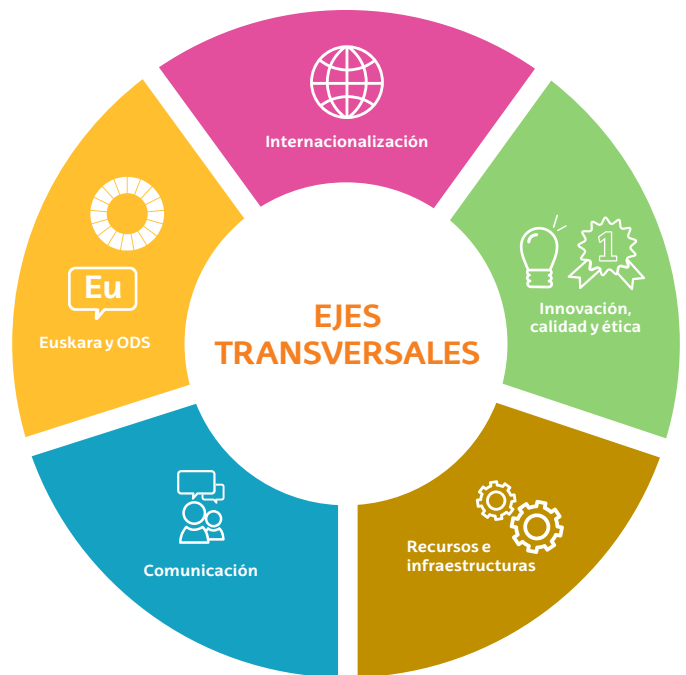 Internacionalización
1
Innovación,
calidad y ética
Eu
Euskara y ODS
EJES
TRANSVERSALES
Recursos e
infraestructuras
Comunicación